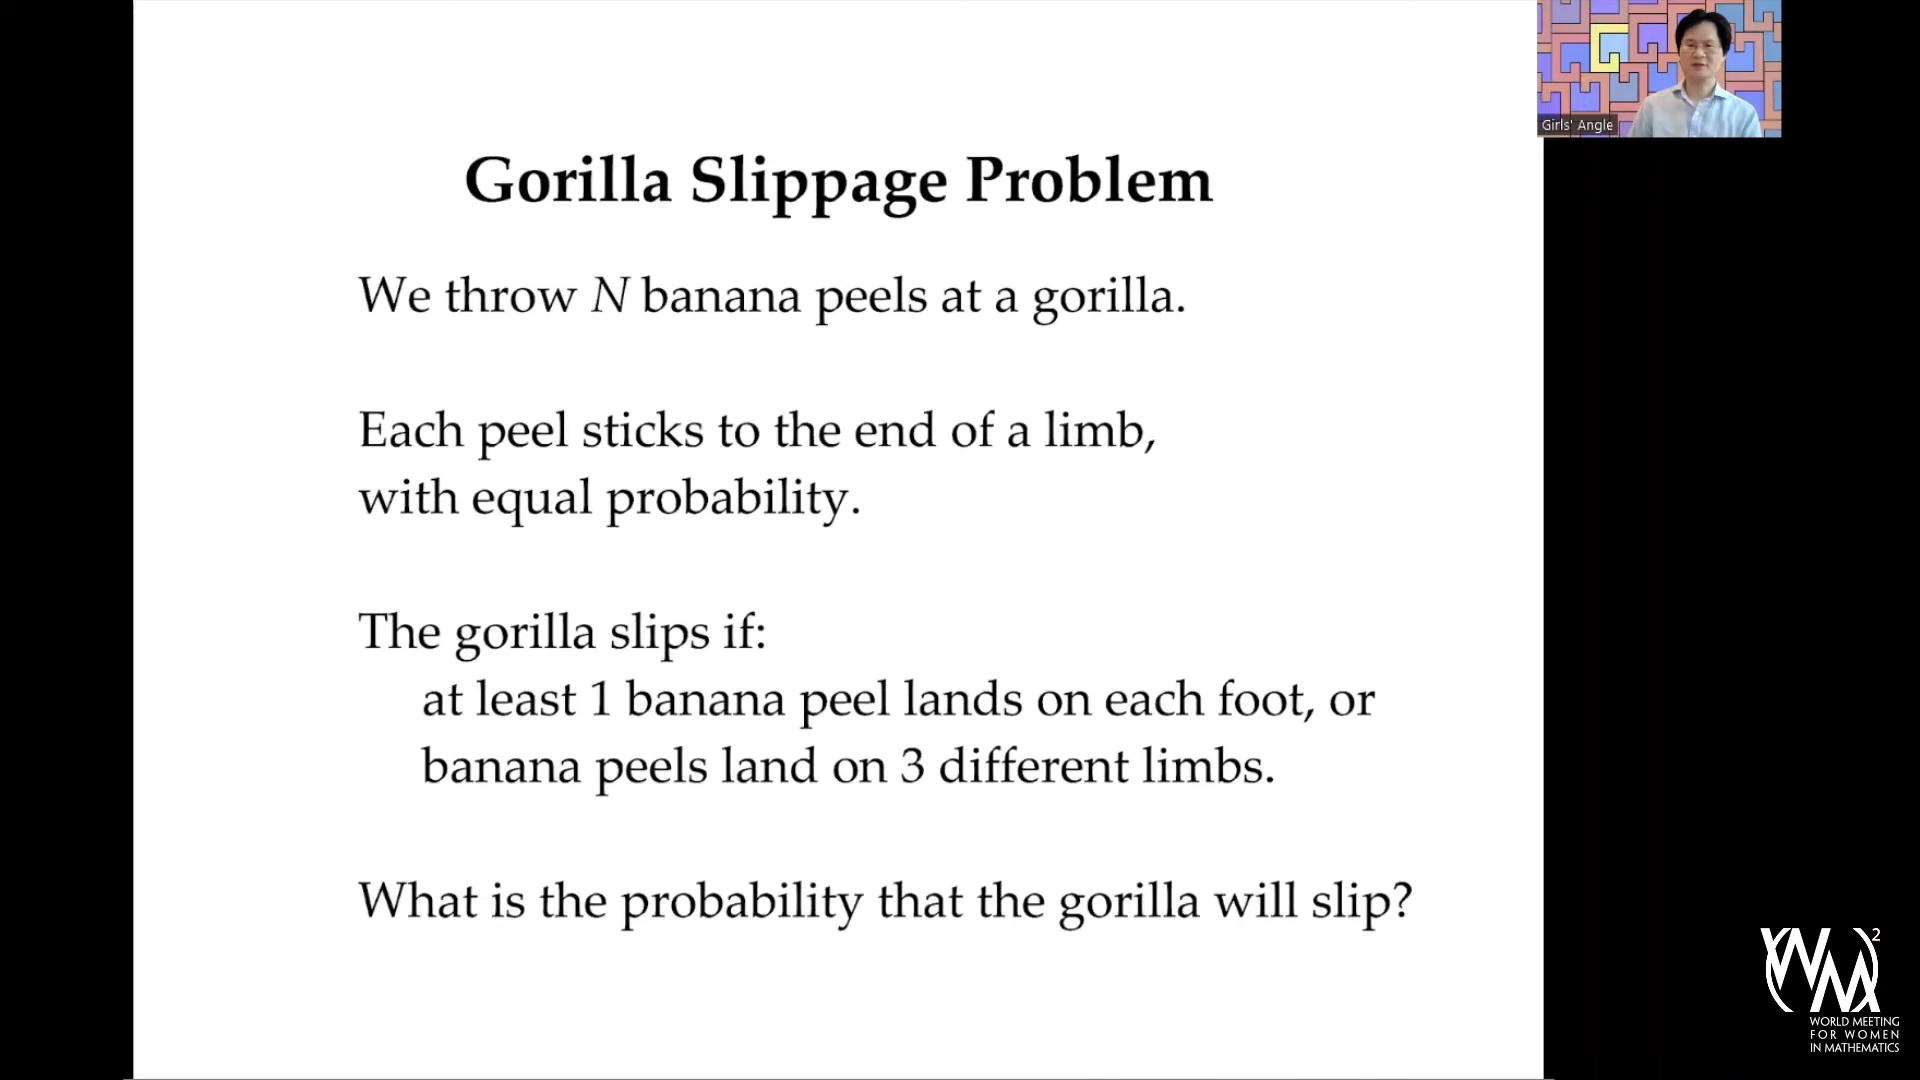 Girls' Angle
Gorilla Slippage Problem
We throw N banana peels at a gorilla.
Each peel sticks to the end of a limb,
with equal probability.
The gorilla slips if:
at least 1 banana peel lands on each foot, or
banana peels land on 3 different limbs.
What is the probability that the gorilla will slip?
(WM)²
WORLD MEETING
FOR WOMEN
IN MATHEMATICS